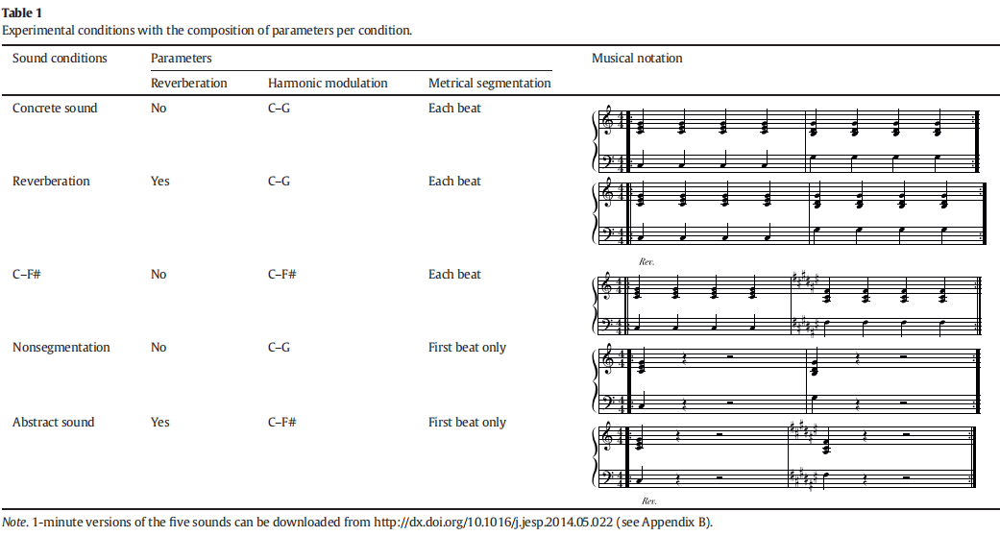 Table 1
Experimental conditions with the composition of parameters per condition.
Sound conditions Parameters Musical notation
Reverberation Harmonic modulation Metrical segmentation
Concrete sound No C–G Each beat
Reverberation Yes C–G Each beat
Rev.
C–F# No C–F# Each beat
Nonsegmentation No C–G First beat only
Abstract sound Yes C–F# First beat only
Rev.
Note. 1-minute versions of the five sounds can be downloaded from http://dx.doi.org/10.1016/j.jesp.2014.05.022 (see Appendix B).